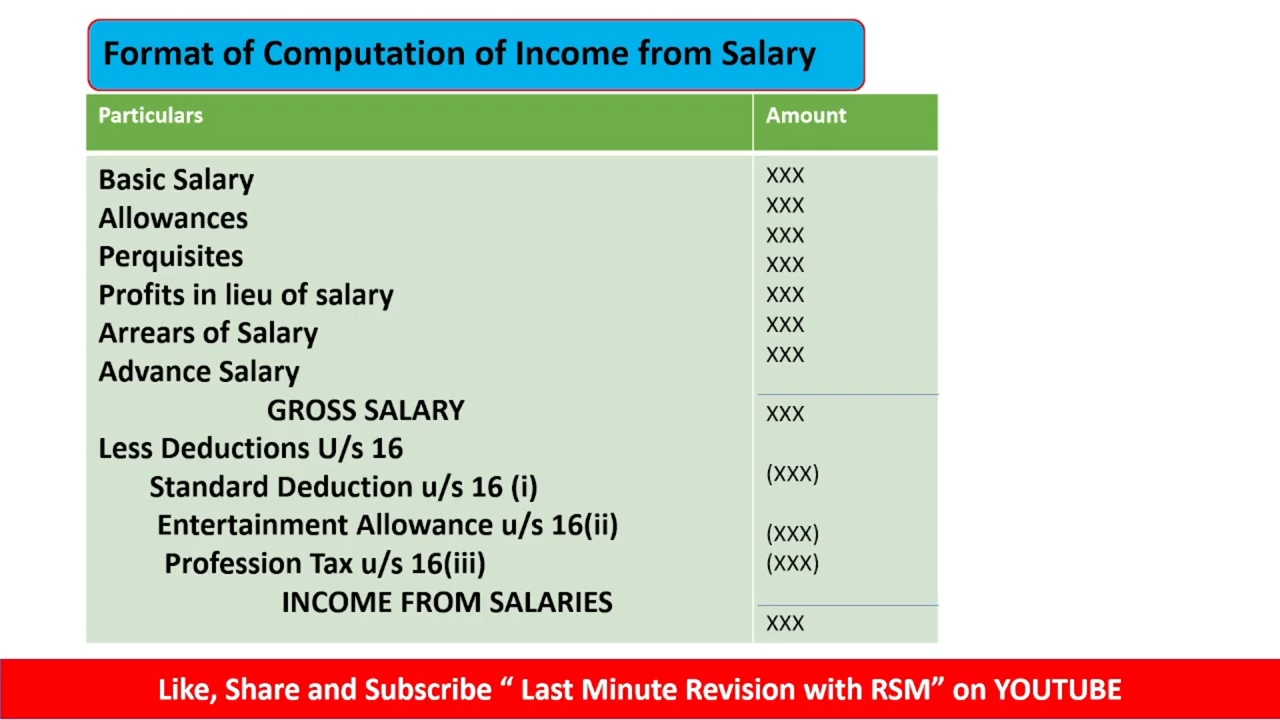 Format of Computation of Income from Salary
Particulars Amount
Basic Salary XXX
Allowances XXX
Perquisites XXX
Profits in lieu of salary XXX
Arrears of Salary XXX
Advance Salary XXX
XXX
GROSS SALARY XXX
Less Deductions U/s 16
Standard Deduction u/s 16 (i) (XXX)
Entertainment Allowance u/s 16(ii) (XXX)
Profession Tax u/s 16(iii) (XXX)
INCOME FROM SALARIES XXX
Like, Share and Subscribe “ Last Minute Revision with RSM” on YOUTUBE